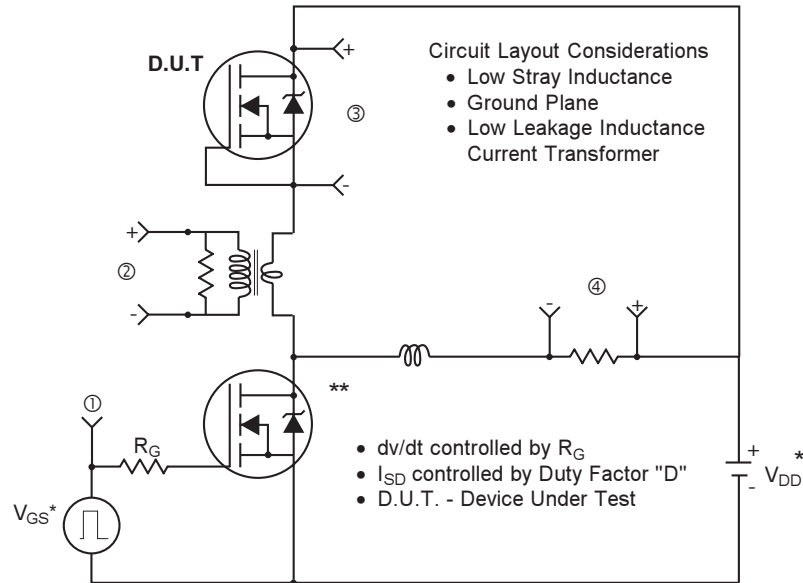 D.U.T
+
③
-
Circuit Layout Considerations
• Low Stray Inductance
• Ground Plane
• Low Leakage Inductance
Current Transformer
+
②
-
④
-
+
**
①
RG
VGS*
• dv/dt controlled by RG
• ISD controlled by Duty Factor "D"
• D.U.T. - Device Under Test
+
-
VDD*